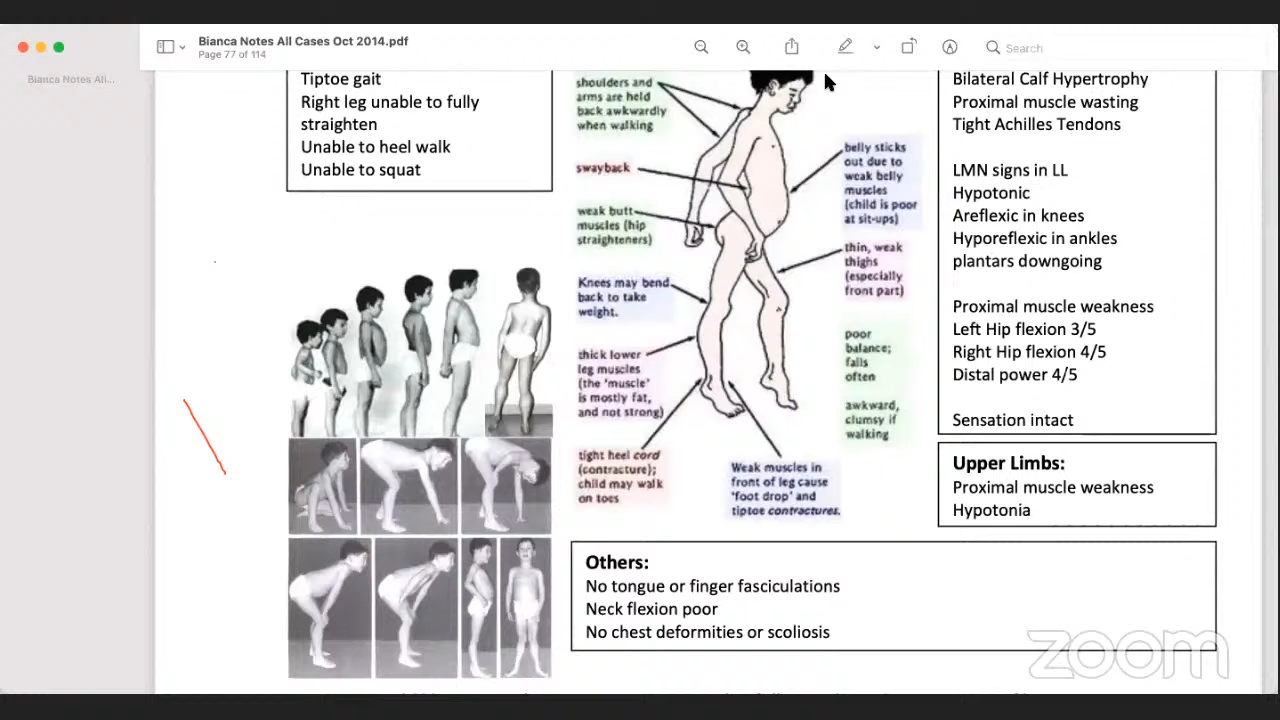 Bianca Notes All Cases Oct 2014.pdf
Page 77 of 114
Search
Bianca Notes All...
Tiptoe gait
Right leg unable to fully
straighten
Unable to heel walk
Unable to squat
shoulders and
arms are held
back awkwardly
when walking
swayback
weak butt
muscles (hip
straighteners)
Knees may bend
back to take
weight.
thick lower
leg muscles
(the 'muscle'
is mostly fat,
and not strong)
tight heel cord
(contracture);
child may walk
on toes
belly sticks
out due to
weak belly
muscles
(child is poor
at sit-ups)
thin, weak
thighs
(especially
front part)
poor
balance;
falls
often
awkward,
clumsy if
walking
Weak muscles in
front of leg cause
'foot drop' and
tiptoe contractures.
Bilateral Calf Hypertrophy
Proximal muscle wasting
Tight Achilles Tendons
LMN signs in LL
Hypotonic
Areflexic in knees
Hyporeflexic in ankles
plantars downgoing
Proximal muscle weakness
Left Hip flexion 3/5
Right Hip flexion 4/5
Distal power 4/5
Sensation intact
Upper Limbs:
Proximal muscle weakness
Hypotonia
Others:
No tongue or finger fasciculations
Neck flexion poor
No chest deformities or scoliosis
zoom